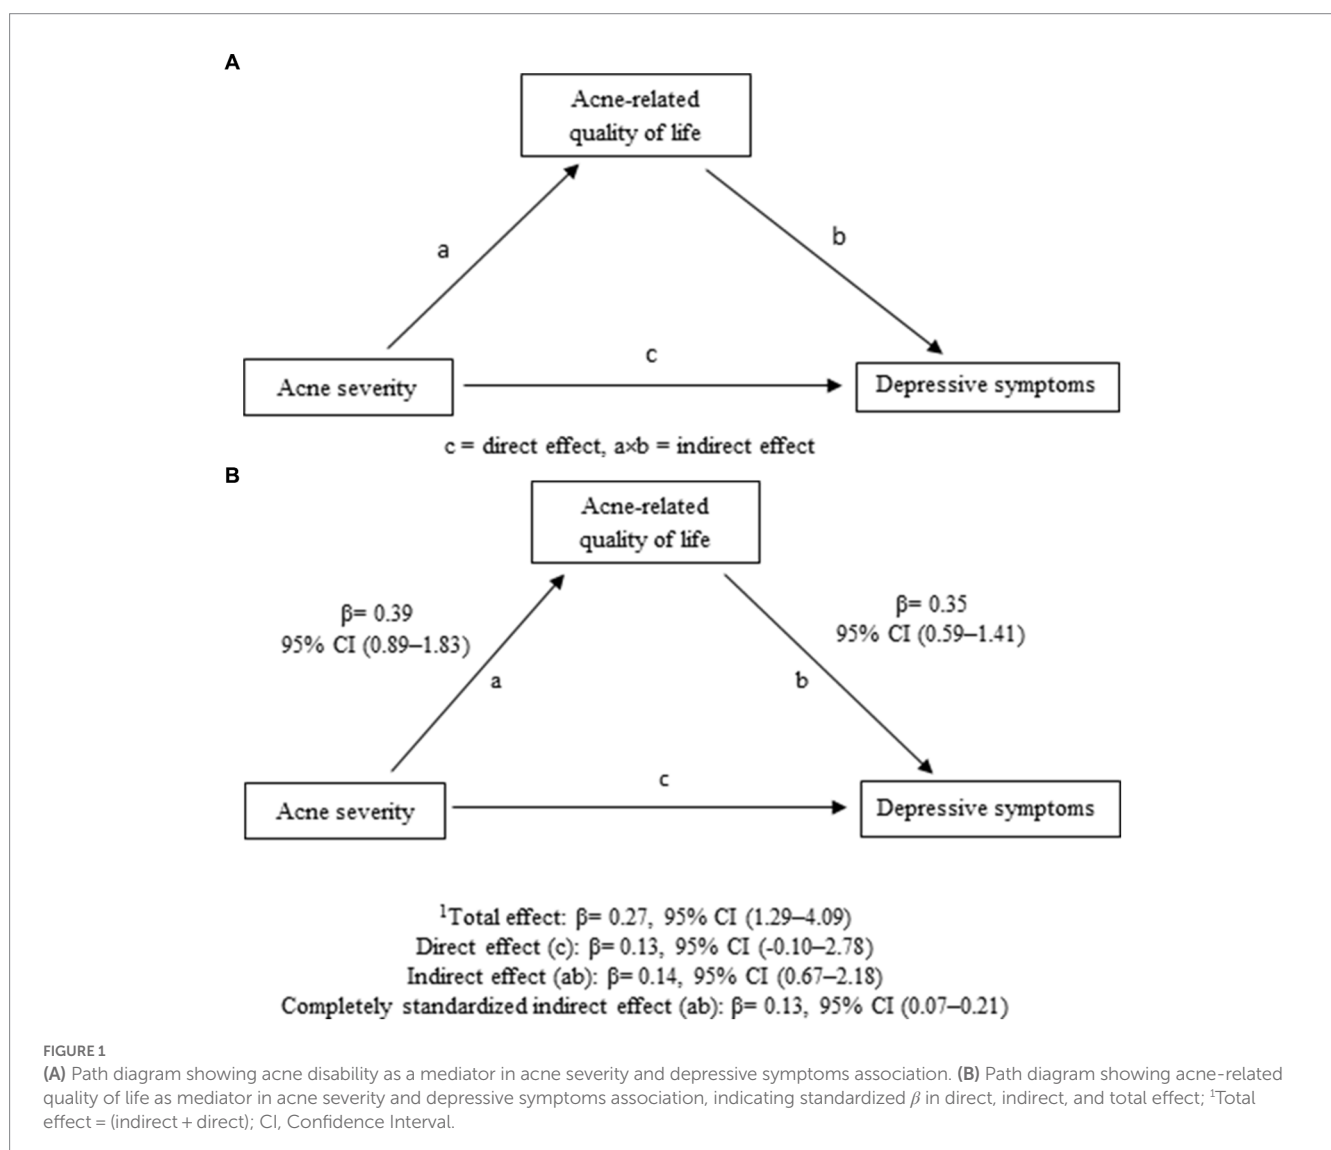 A
Acne-related
quality of life
a
b
c
Acne severity
Depressive symptoms
c = direct effect, a×b = indirect effect
B
Acne-related
quality of life
β= 0.39
95% CI (0.89–1.83)
β= 0.35
95% CI (0.59–1.41)
a
b
c
Acne severity
Depressive symptoms
¹Total effect: β= 0.27, 95% CI (1.29–4.09)
Direct effect (c): β= 0.13, 95% CI (-0.10–2.78)
Indirect effect (ab): β= 0.14, 95% CI (0.67–2.18)
Completely standardized indirect effect (ab): β= 0.13, 95% CI (0.07–0.21)
FIGURE 1
(A) Path diagram showing acne disability as a mediator in acne severity and depressive symptoms association. (B) Path diagram showing acne-related
quality of life as mediator in acne severity and depressive symptoms association, indicating standardized β in direct, indirect, and total effect; ¹Total
effect = (indirect + direct); CI, Confidence Interval.